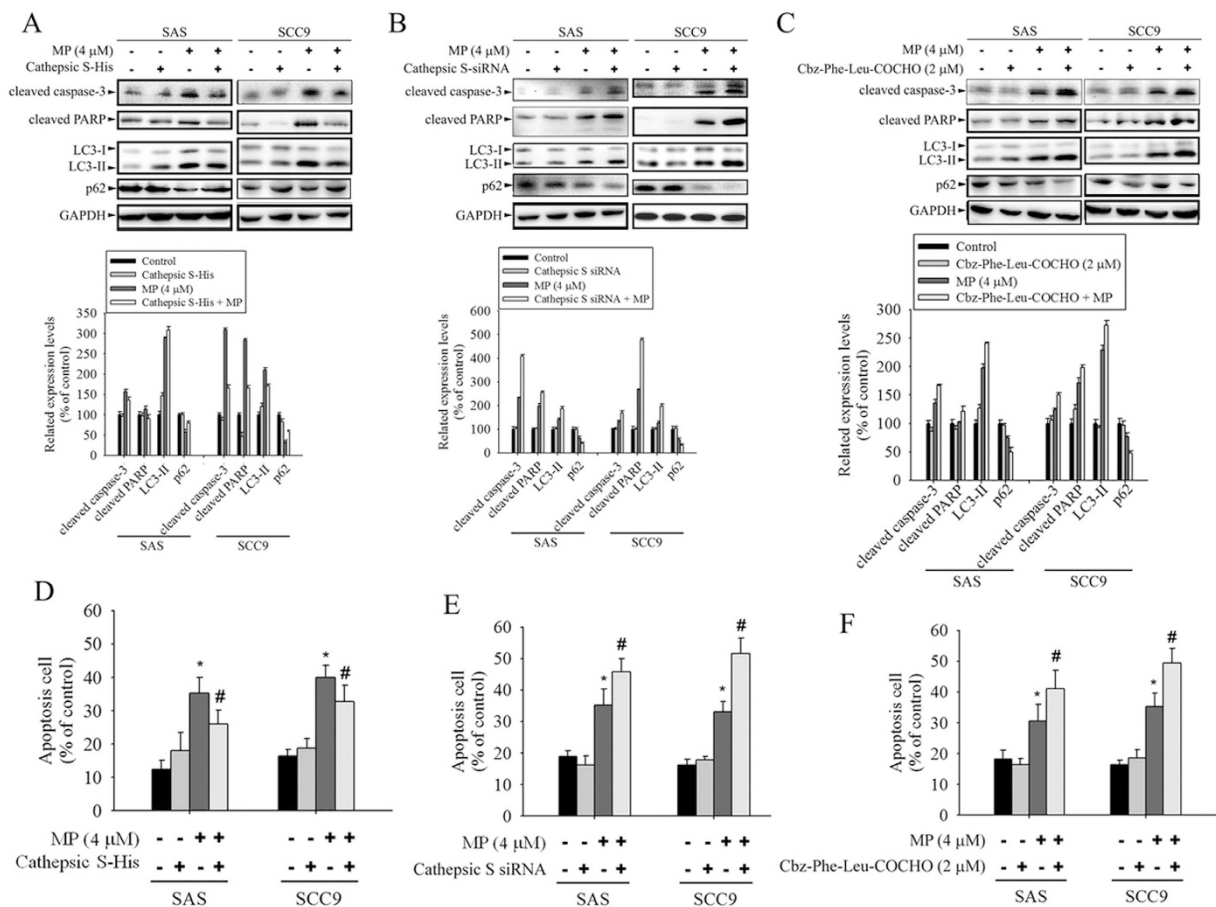 A
SAS SCC9
MP (4 μM) - - + + - - + +
Cathepsic S-His - + - + - + - +
cleaved caspase-3
cleaved PARP
LC3-I
LC3-II
p62
GAPDH
Control
Cathepsic S-His
MP (4 μM)
Cathepsic S-His + MP
Related expression levels
(% of control)
350
300
250
200
150
100
50
0
cleaved caspase-3 cleaved PARP LC3-II p62 cleaved caspase-3 cleaved PARP LC3-II p62
SAS SCC9
B
SAS SCC9
MP (4 μM) - - + + - - + +
Cathepsic S-siRNA - + - + - + - +
cleaved caspase-3
cleaved PARP
LC3-I
LC3-II
p62
GAPDH
Control
Cathepsic S siRNA
MP (4 μM)
Cathepsic S siRNA + MP
Related expression levels
(% of control)
600
500
400
300
200
100
0
cleaved caspase-3 cleaved PARP LC3-II p62 cleaved caspase-3 cleaved PARP LC3-II p62
SAS SCC9
C
SAS SCC9
MP (4 μM) - - + + - - + +
Cbz-Phe-Leu-COCHO (2 μM) - + - + - + - +
cleaved caspase-3
cleaved PARP
LC3-I
LC3-II
p62
GAPDH
Control
Cbz-Phe-Leu-COCHO (2 μM)
MP (4 μM)
Cbz-Phe-Leu-COCHO + MP
Related expression levels
(% of control)
300
250
200
150
100
50
0
cleaved caspase-3 cleaved PARP LC3-II p62 cleaved caspase-3 cleaved PARP LC3-II p62
SAS SCC9
D
Apoptosis cell
(% of control)
60
50
40
30
20
10
0
* # * #
MP (4 μM) - - + + - - + +
Cathepsic S-His - + - + - + - +
SAS SCC9
E
Apoptosis cell
(% of control)
60
50
40
30
20
10
0
* # * #
MP (4 μM) - - + + - - + +
Cathepsic S siRNA - + - + - + - +
SAS SCC9
F
Apoptosis cell
(% of control)
60
50
40
30
20
10
0
* # * #
MP (4 μM) - - + + - - + +
Cbz-Phe-Leu-COCHO (2 μM) - + - + - + - +
SAS SCC9